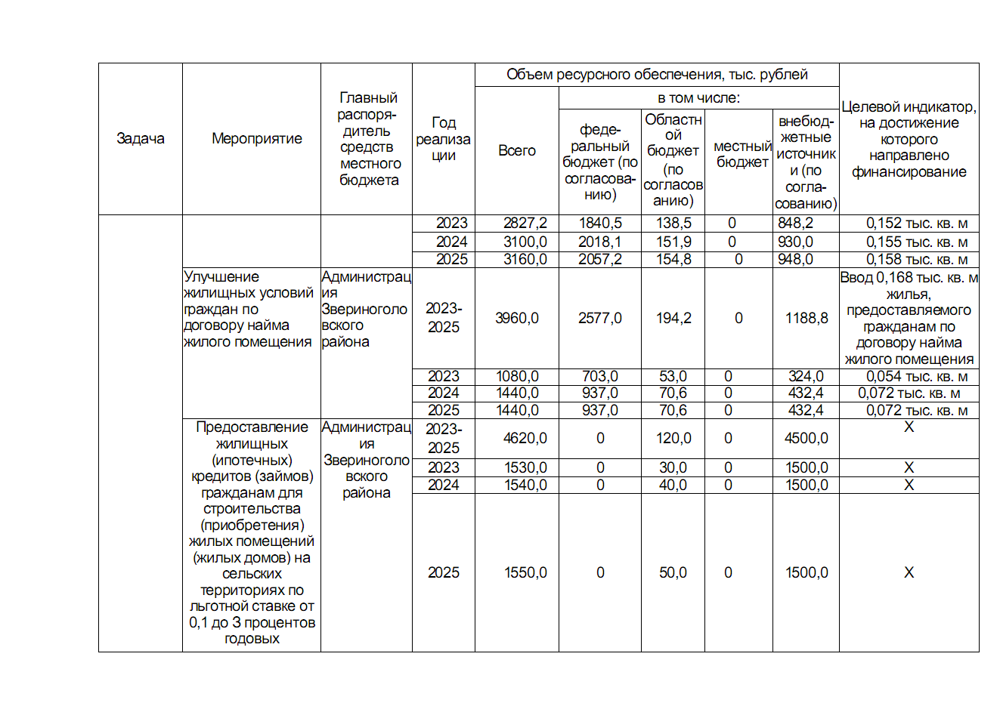 Задача
Мероприятие
Главный
распоря-
дитель
средств
местного
бюджета
Год
реализа
ции
Объем ресурсного обеспечения, тыс. рублей
Всего
в том числе:
феде-
ральный
бюджет (по
согласова-
нию)
Областн
ой
бюджет
(по
согласов
анию)
местный
бюджет
внебюд-
жетные
источник
и (по
согла-
сованию)
Целевой индикатор,
на достижение
которого
направлено
финансирование
2023 2827,2 1840,5 138,5 0 848,2 0,152 тыс. кв. м
2024 3100,0 2018,1 151,9 0 930,0 0,155 тыс. кв. м
2025 3160,0 2057,2 154,8 0 948,0 0,158 тыс. кв. м
Улучшение
жилищных условий
граждан по
договору найма
жилого помещения
Администрац
ия
Звериноголо
вского
района
2023-
2025
3960,0 2577,0 194,2 0 1188,8
Ввод 0,168 тыс. кв. м
жилья,
предоставляемого
гражданам по
договору найма
жилого помещения
2023 1080,0 703,0 53,0 0 324,0 0,054 тыс. кв. м
2024 1440,0 937,0 70,6 0 432,4 0,072 тыс. кв. м
2025 1440,0 937,0 70,6 0 432,4 0,072 тыс. кв. м
Предоставление
жилищных
(ипотечных)
кредитов (займов)
гражданам для
строительства
(приобретения)
жилых помещений
(жилых домов) на
сельских
территориях по
льготной ставке от
0,1 до 3 процентов
годовых
Администрац
ия
Звериноголо
вского
района
2023-
2025
4620,0 0 120,0 0 4500,0 Х
2023 1530,0 0 30,0 0 1500,0 Х
2024 1540,0 0 40,0 0 1500,0 Х
2025 1550,0 0 50,0 0 1500,0 Х